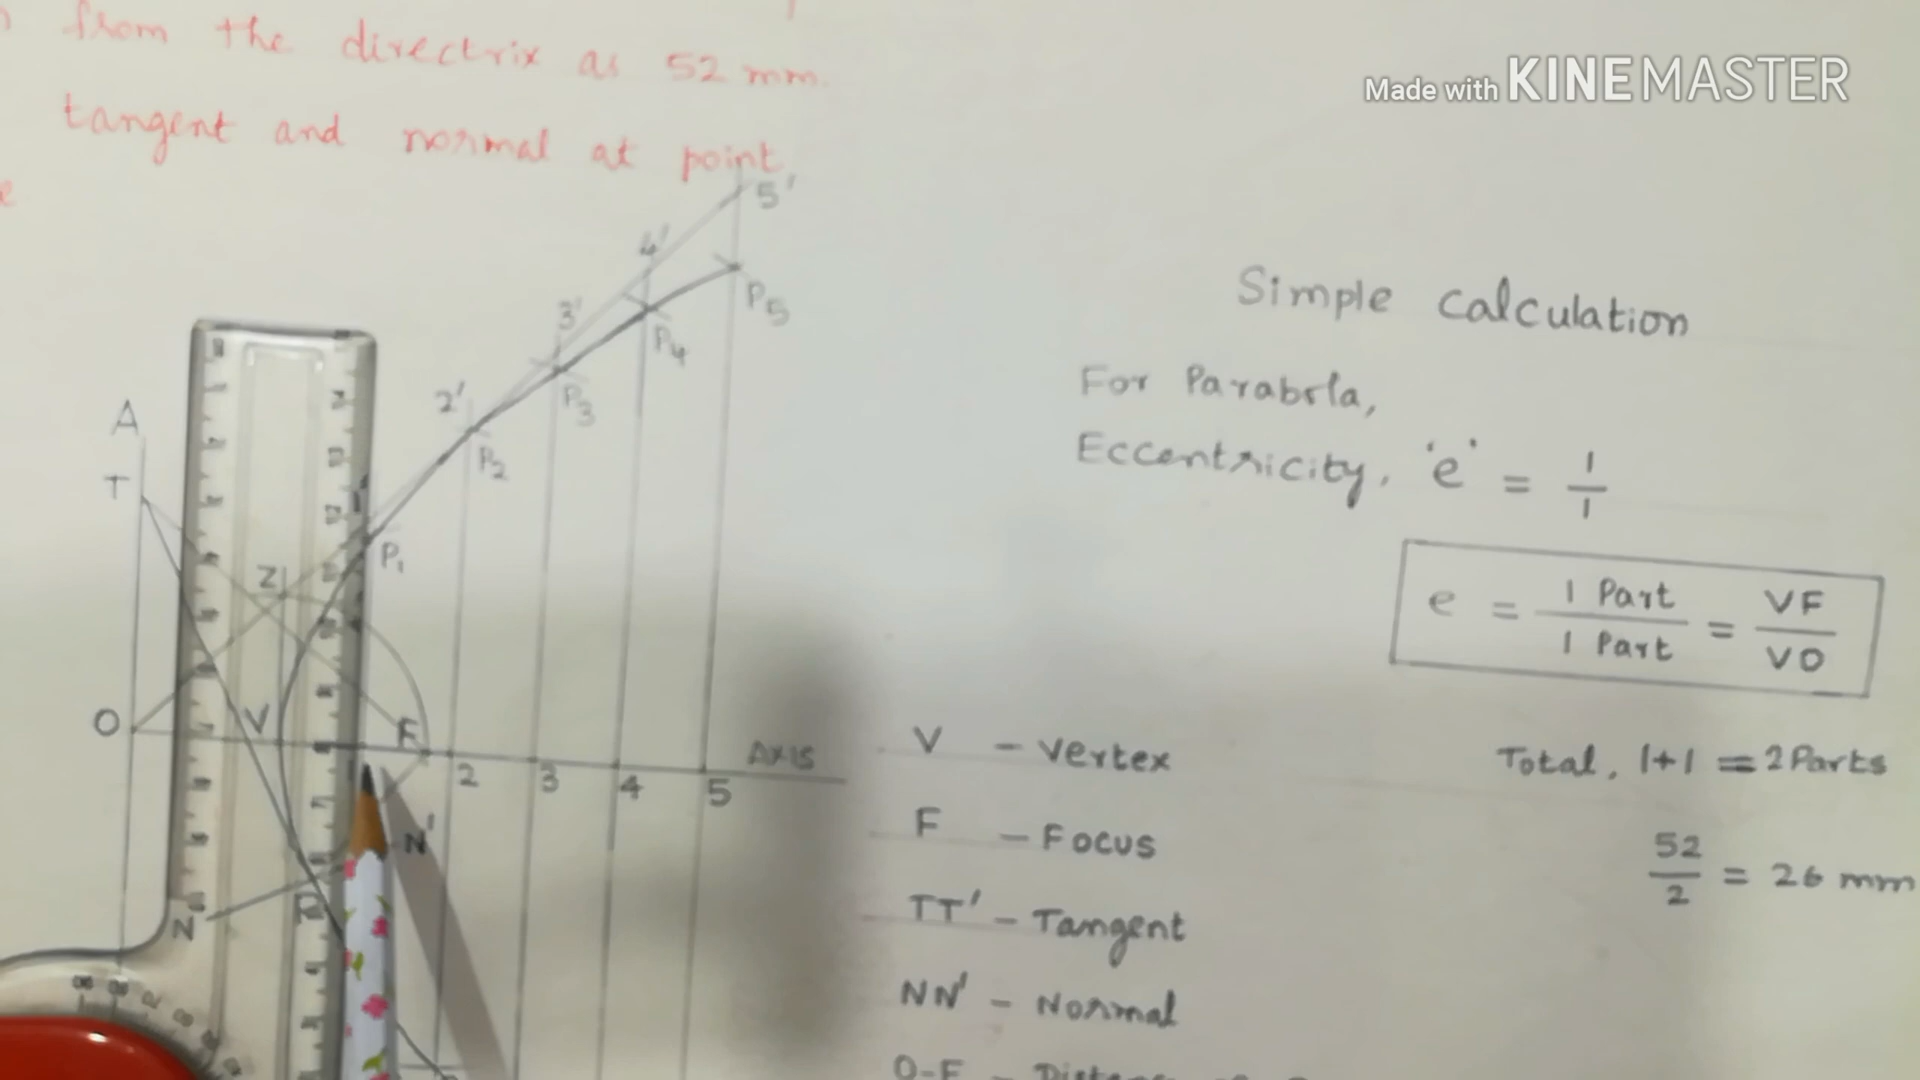 from the directrix as 52 mm.
tangent and normal at point
Made with KINEMASTER
5'
4'
3'
2'
P5
P4
P3
P2
P1
A
T
Z
O
V
F
2
3
4
5
Axis
N'
N
Simple Calculation
For Parabola,
Eccentricity, 'e' = 1/1
e = 1 Part / 1 Part = VF / VO
Total, 1+1 = 2 Parts
52/2 = 26 mm
V - Vertex
F - Focus
TT' - Tangent
NN' - Normal
O-F